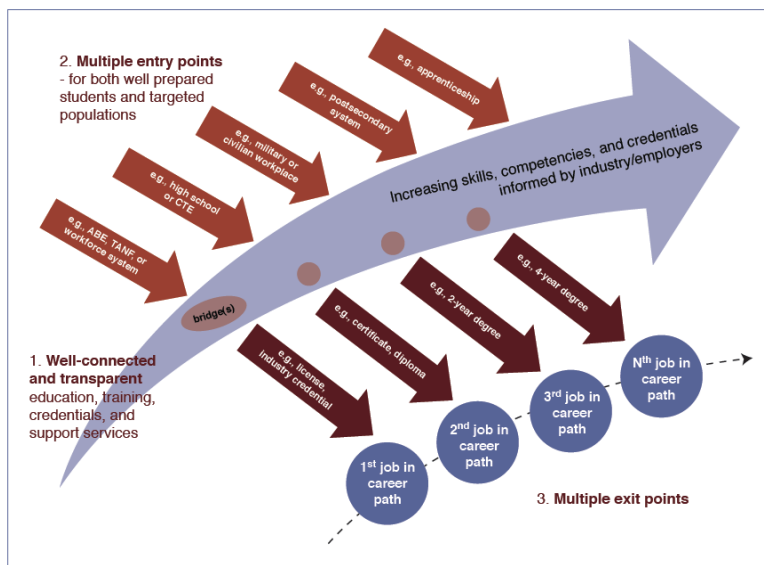 2. Multiple entry points
- for both well prepared
students and targeted
populations
e.g., apprenticeship
e.g., postsecondary
system
e.g., military or
civilian workplace
e.g., high school
or CTE
e.g., ABE, TANF, or
workforce system
Increasing skills, competencies, and credentials
informed by industry/employers
bridge(s)
1. Well-connected
and transparent
education, training,
credentials, and
support services
e.g., license,
industry credential
e.g., certificate, diploma
e.g., 2-year degree
e.g., 4-year degree
1st job in
career
path
2nd job in
career
path
3rd job in
career
path
Nth job in
career
path
3. Multiple exit points